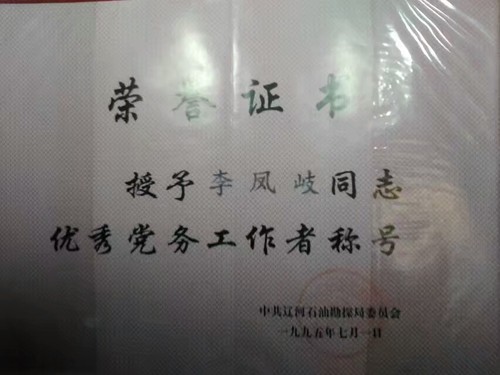 荣誉证书
授予李凤岐同志
优秀党务工作者称号
中共辽河石油勘探局委员会
一九九五年七月一日